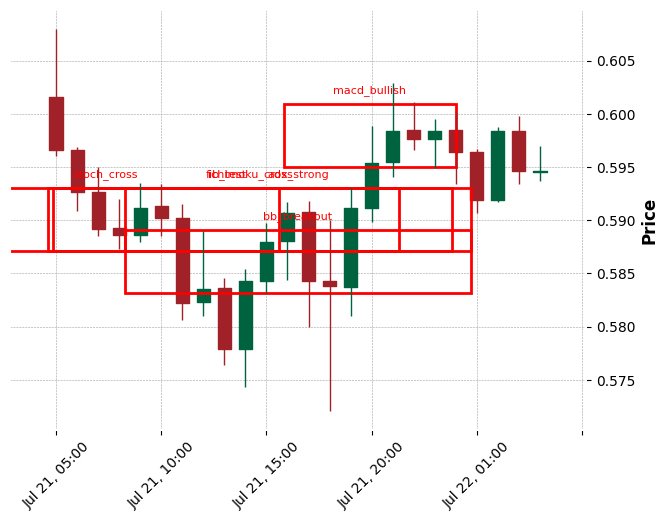 macd_bullish
stoch_cross
ichimoku_cross
adx_strong
bb_breakout
0.605
0.600
0.595
0.590
0.585
0.580
0.575
Price
Jul 21, 05:00
Jul 21, 10:00
Jul 21, 15:00
Jul 21, 20:00
Jul 22, 01:00